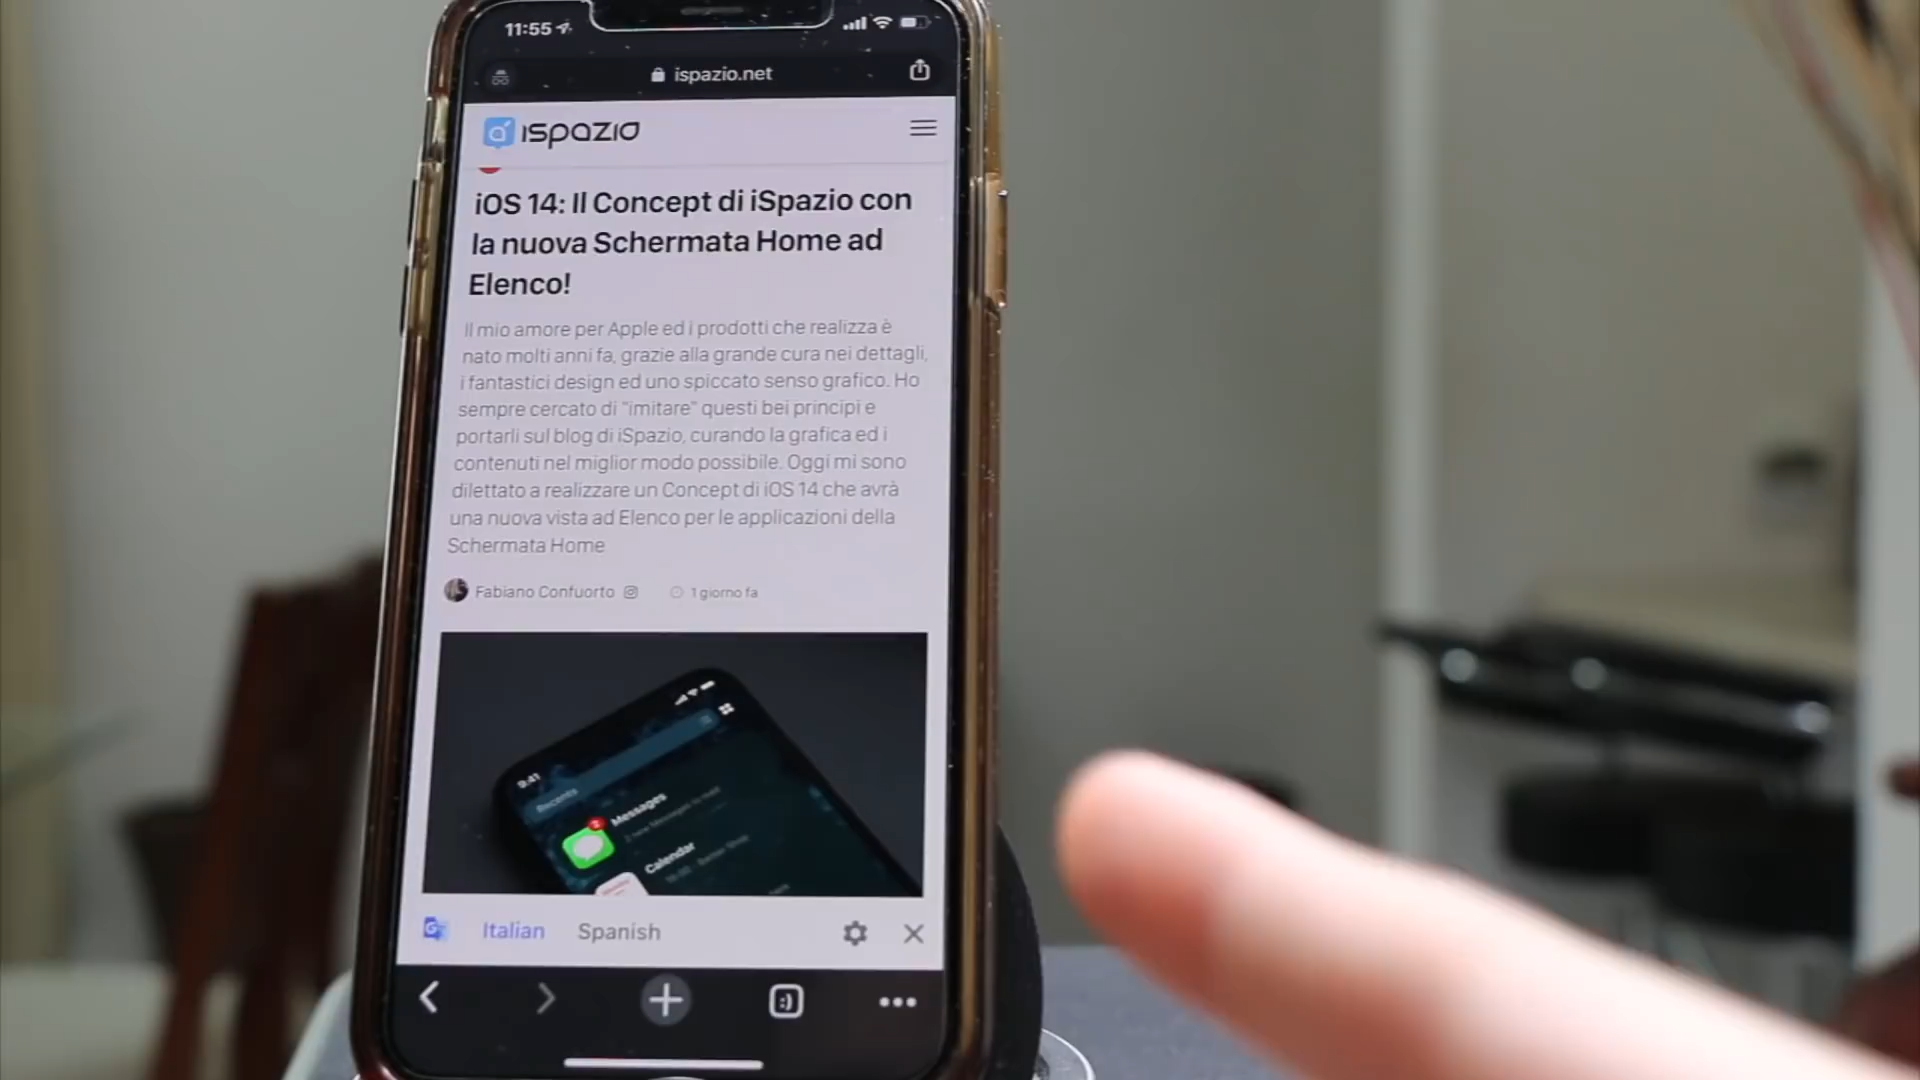 11:55
ispazio.net
ispazio
iOS 14: Il Concept di iSpazio con
la nuova Schermata Home ad
Elenco!
Il mio amore per Apple ed i prodotti che realizza è
nato molti anni fa, grazie alla grande cura nei dettagli,
i fantastici design ed uno spiccato senso grafico. Ho
sempre cercato di "imitare" questi bei principi e
portarli sul blog di iSpazio, curando la grafica ed i
contenuti nel miglior modo possibile. Oggi mi sono
dilettato a realizzare un Concept di iOS 14 che avrà
una nuova vista ad Elenco per le applicazioni della
Schermata Home
Fabiano Confuorto 1 giorno fa
9:41
Recents
Messages
Calendar
Italian Spanish
:)